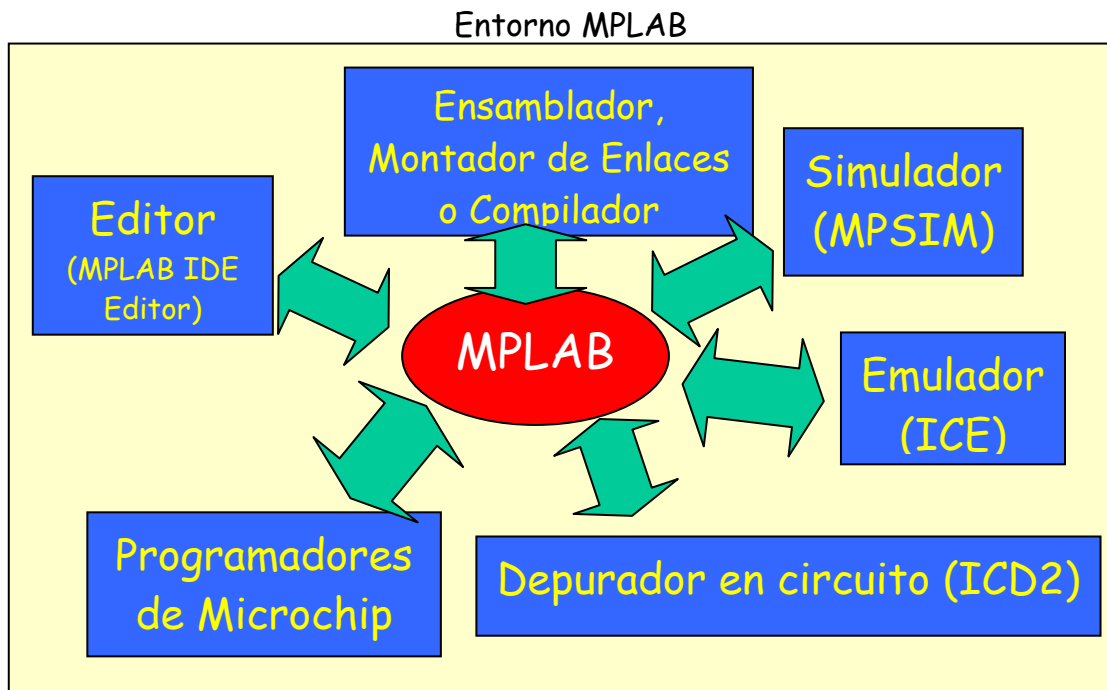 Entorno MPLAB
Ensamblador,
Montador de Enlaces
o Compilador
Simulador
(MPSIM)
Editor
(MPLAB IDE
Editor)
MPLAB
Emulador
(ICE)
Programadores
de Microchip
Depurador en circuito (ICD2)